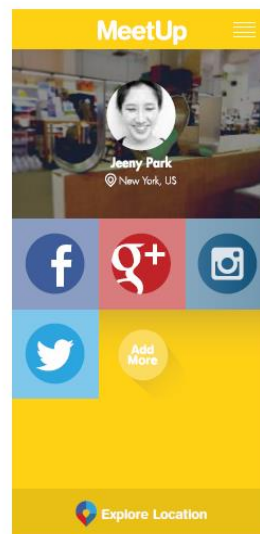 MeetUp
Jeeny Park
New York, US
f
g+
Add
More
Explore Location